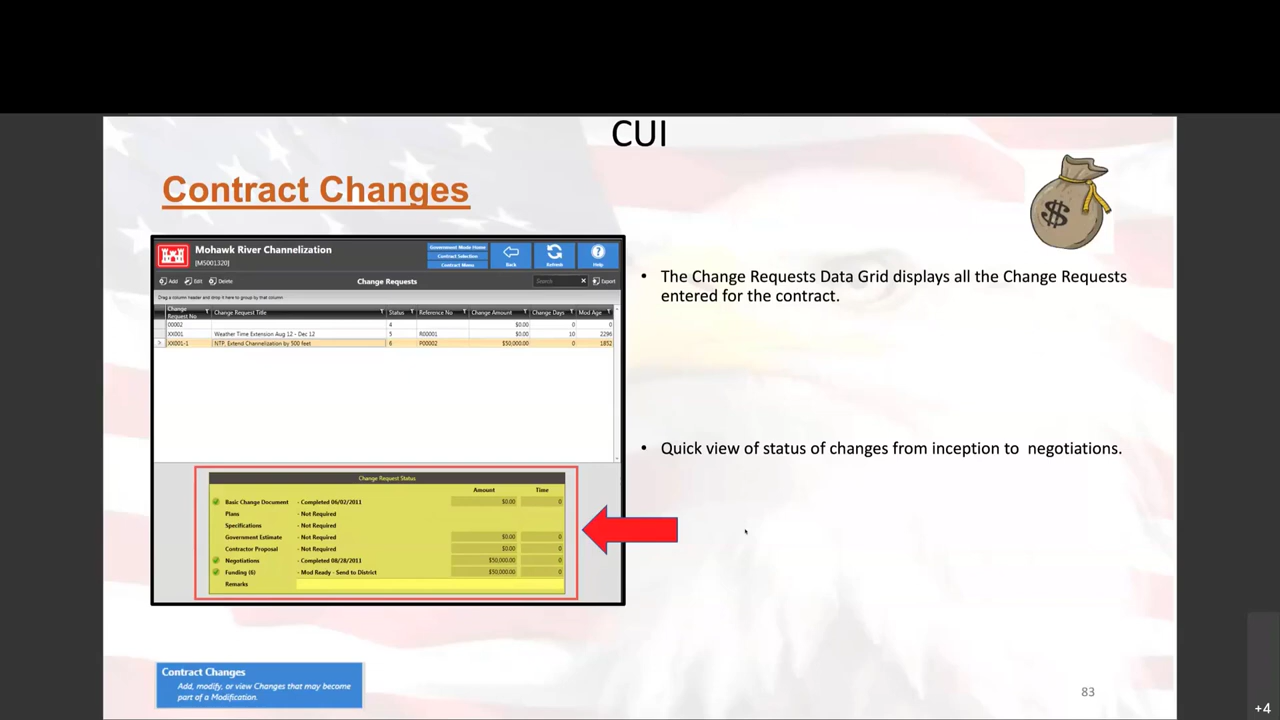 CUI
Contract Changes
Mohawk River Channelization
[MS001320]
Government Mode Home
Contract Selection
Contract Menu
Back
Refresh
Help
Add Edit Delete
Change Requests
Search
Export
Drag a column header and drop it here to group by that column
Change Request No Change Request Title Status Reference No Change Amount Change Days Mod Age
00002 4 $0.00 0 0
XX001 Weather Time Extension Aug 12 - Dec 12 5 R00001 $0.00 10 2296
XX001-1 NTP, Extend Channelization by 500 feet 6 P00002 $50,000.00 0 1852
Change Request Status
Amount Time
Basic Change Document - Completed 06/02/2011 $0.00 0
Plans - Not Required
Specifications - Not Required
Government Estimate - Not Required $0.00 0
Contractor Proposal - Not Required $0.00 0
Negotiations - Completed 08/28/2011 $50,000.00 0
Funding (6) - Mod Ready - Send to District $50,000.00 0
Remarks
$
• The Change Requests Data Grid displays all the Change Requests
entered for the contract.
• Quick view of status of changes from inception to negotiations.
Contract Changes
Add, modify, or view Changes that may become
part of a Modification.
83
+4